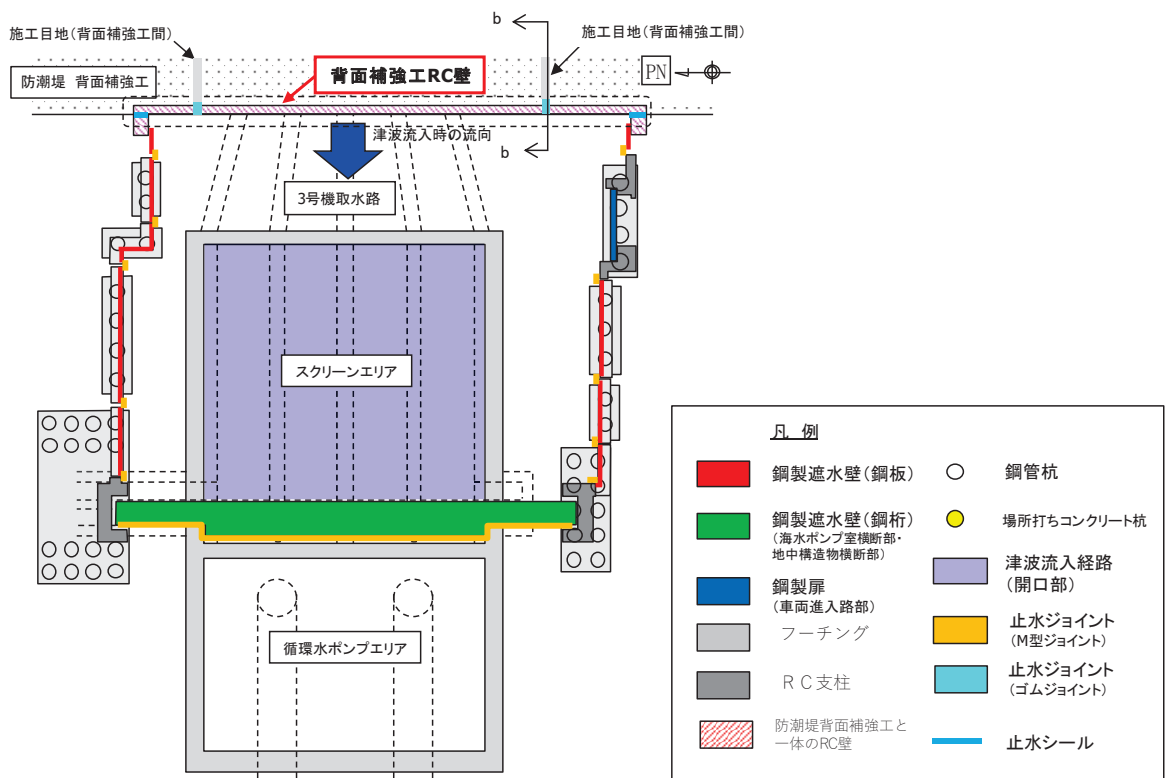 b
施工目地(背面補強工間)
施工目地(背面補強工間)
防潮堤 背面補強工
背面補強工RC壁
PN
津波流入時の流向
b
3号機取水路
スクリーンエリア
循環水ポンプエリア
凡 例
鋼製遮水壁(鋼板)
鋼管杭
鋼製遮水壁(鋼桁)
(海水ポンプ室横断部・
地中構造物横断部)
場所打ちコンクリート杭
鋼製扉
(車両進入路部)
津波流入経路
(開口部)
フーチング
止水ジョイント
(M型ジョイント)
RC支柱
止水ジョイント
(ゴムジョイント)
防潮堤背面補強工と
一体のRC壁
止水シール